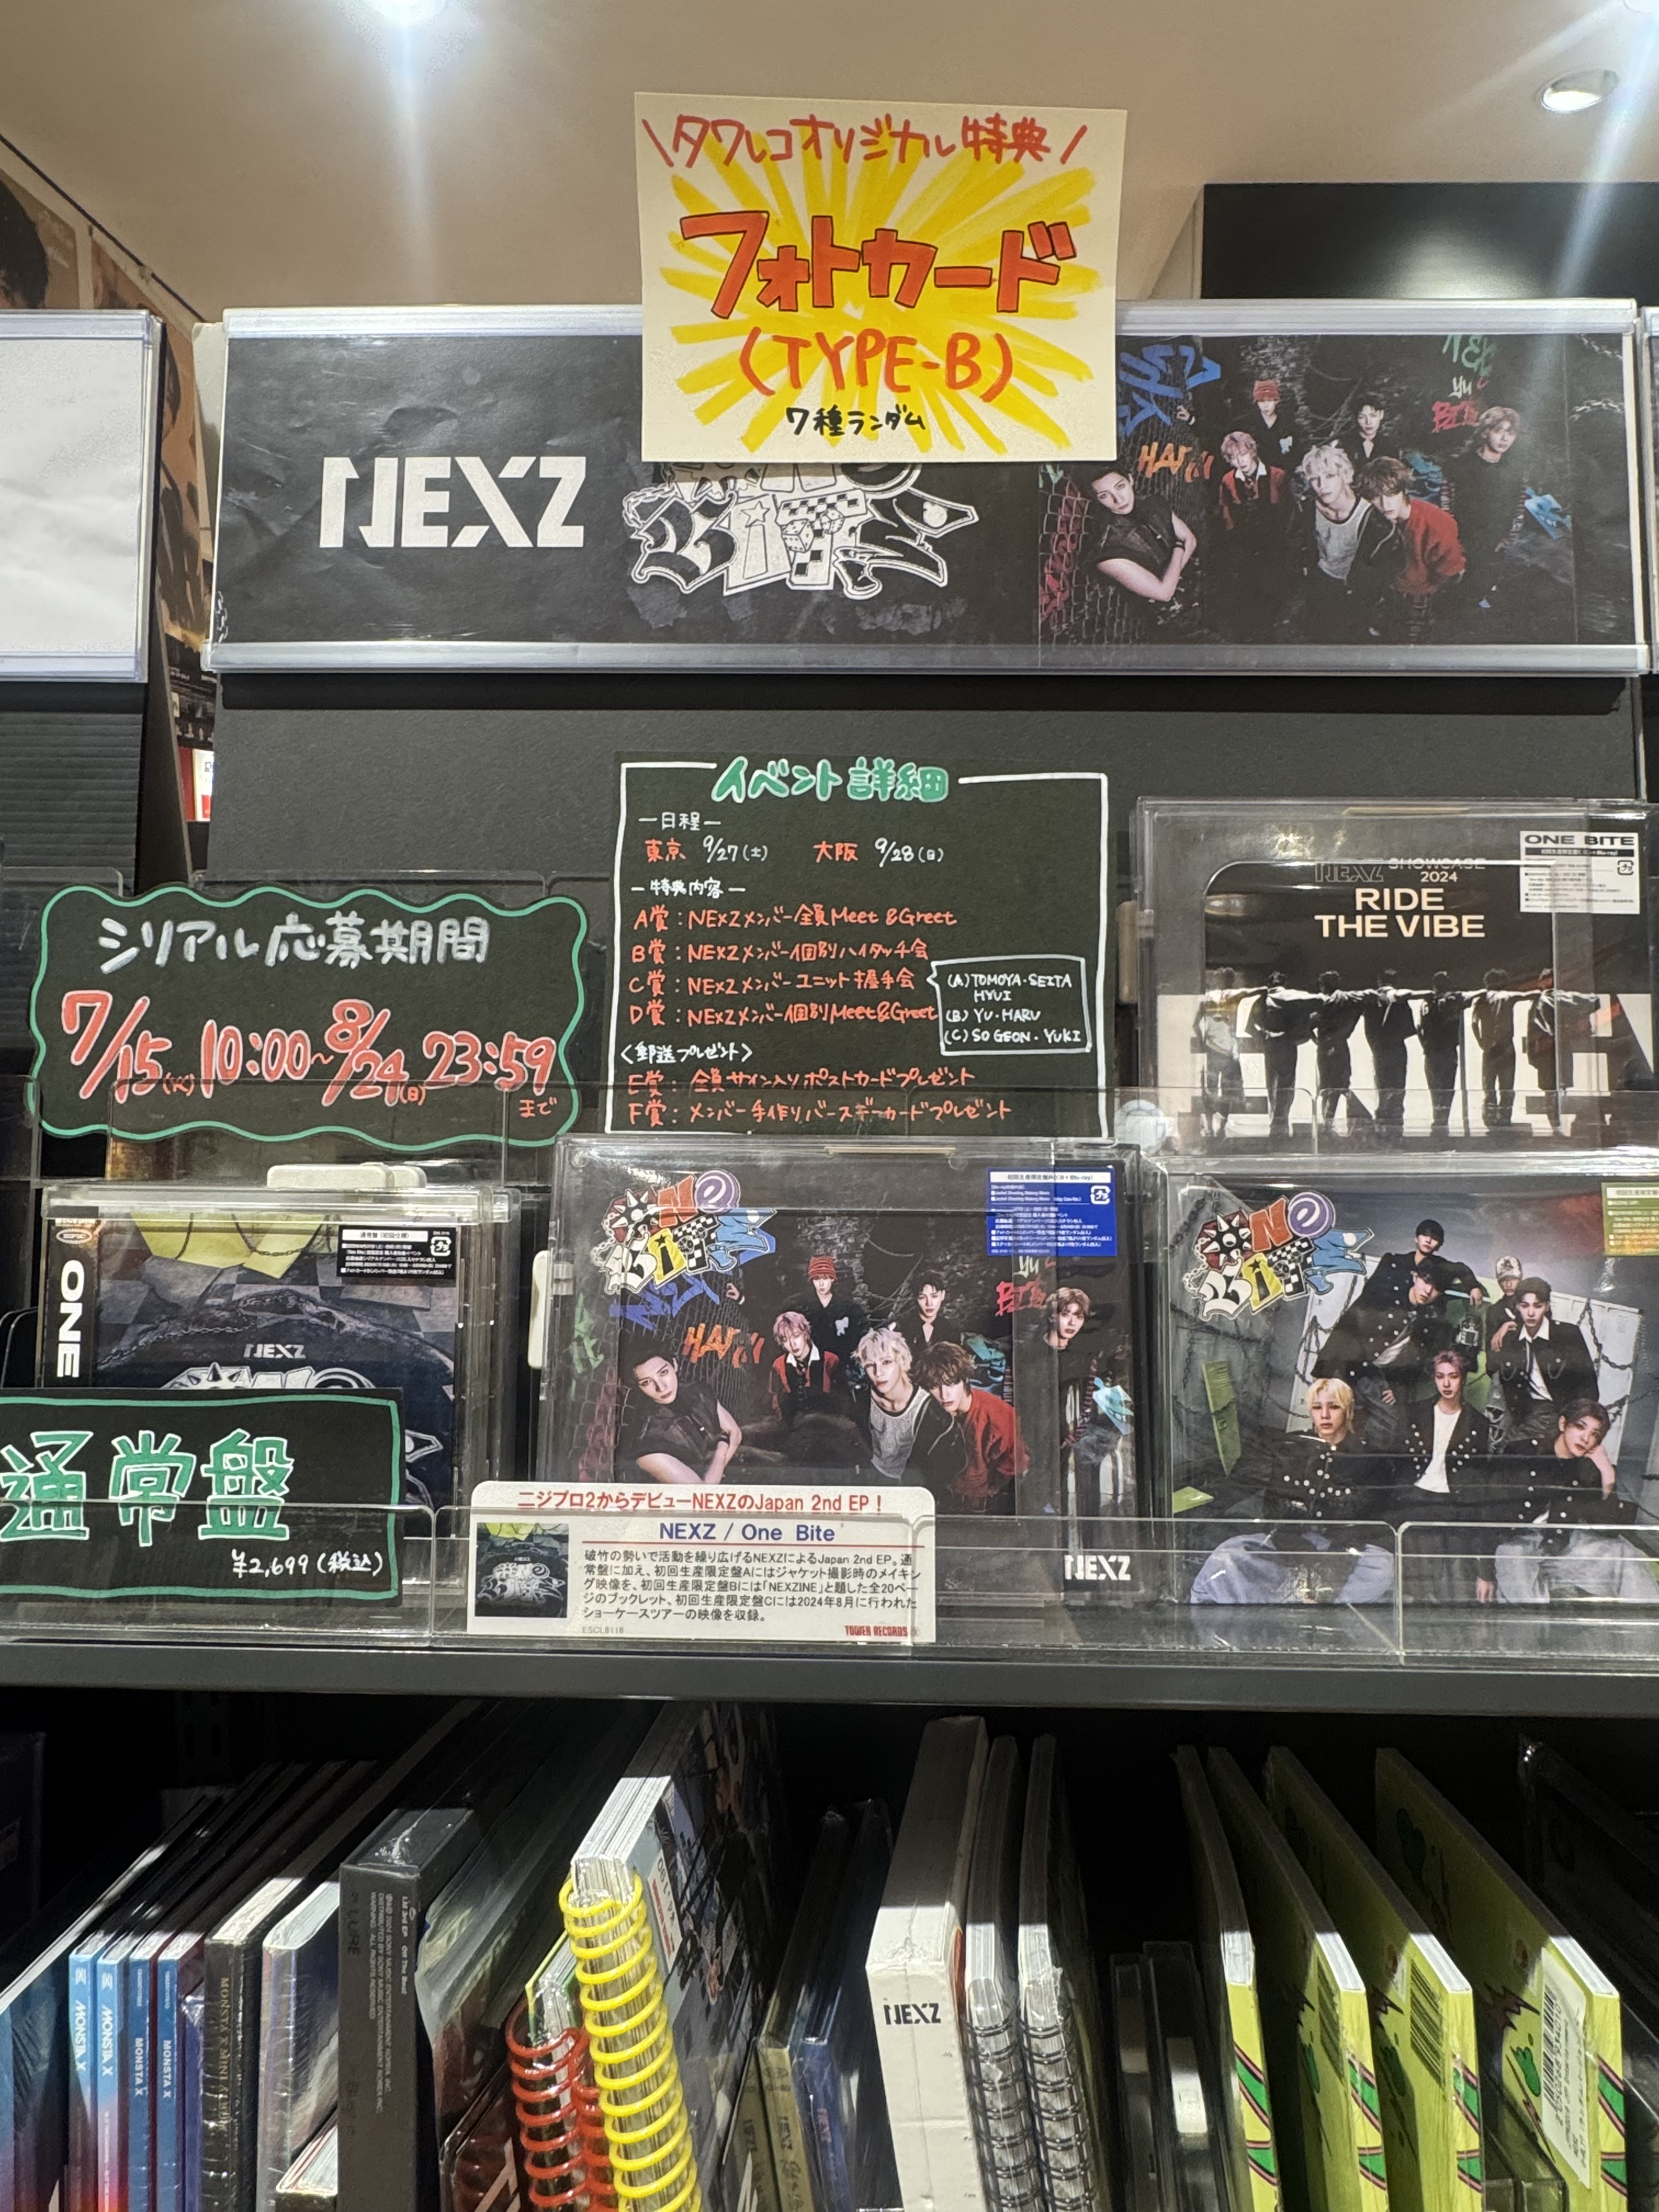 \タワレコオリジナル特典/
フォトカード
(TYPE-B)
7種ランダム
NEXZ
イベント詳細
ー日程ー
東京 9/27(土) 大阪 9/28(日)
ー特典内容ー
A賞：NEXZメンバー全員Meet&Greet
B賞：NEXZメンバー個別ハイタッチ会
C賞：NEXZメンバーユニット握手会
D賞：NEXZメンバー個別Meet&Greet
(A)TOMOYA・SEITA
HYUI
(B)YU・HARU
(C)SO GEON・YUKI
<郵送プレゼント>
E賞：全員サイン入りポストカードプレゼント
F賞：メンバー手作りバースデーカードプレゼント
シリアル応募期間
7/15(火)10:00~8/24(日)23:59
まで
NEXZ SHOWCASE
2024
RIDE
THE VIBE
ONE BITE
ONE
NEXZ
通常盤
¥2,699(税込)
ONE
BITE
HARU
ONE
BITE
NEXZ
ニジプロ2からデビューNEXZのJapan 2nd EP！
NEXZ / One Bite
破竹の勢いで活動を繰り広げるNEXZによるJapan 2nd EP。通
常盤に加え、初回生産限定盤Aにはジャケット撮影時のメイキン
グ映像を、初回生産限定盤Bには「NEXZINE」と題した全20ペー
ジのブックレット、初回生産限定盤Cには2024年8月に行われた
ショーケースツアーの映像を収録。
ESCL6118
TOWER RECORDS
MONSTA X
MONSTA X
MONSTA X
MONSTA X
NEXZ